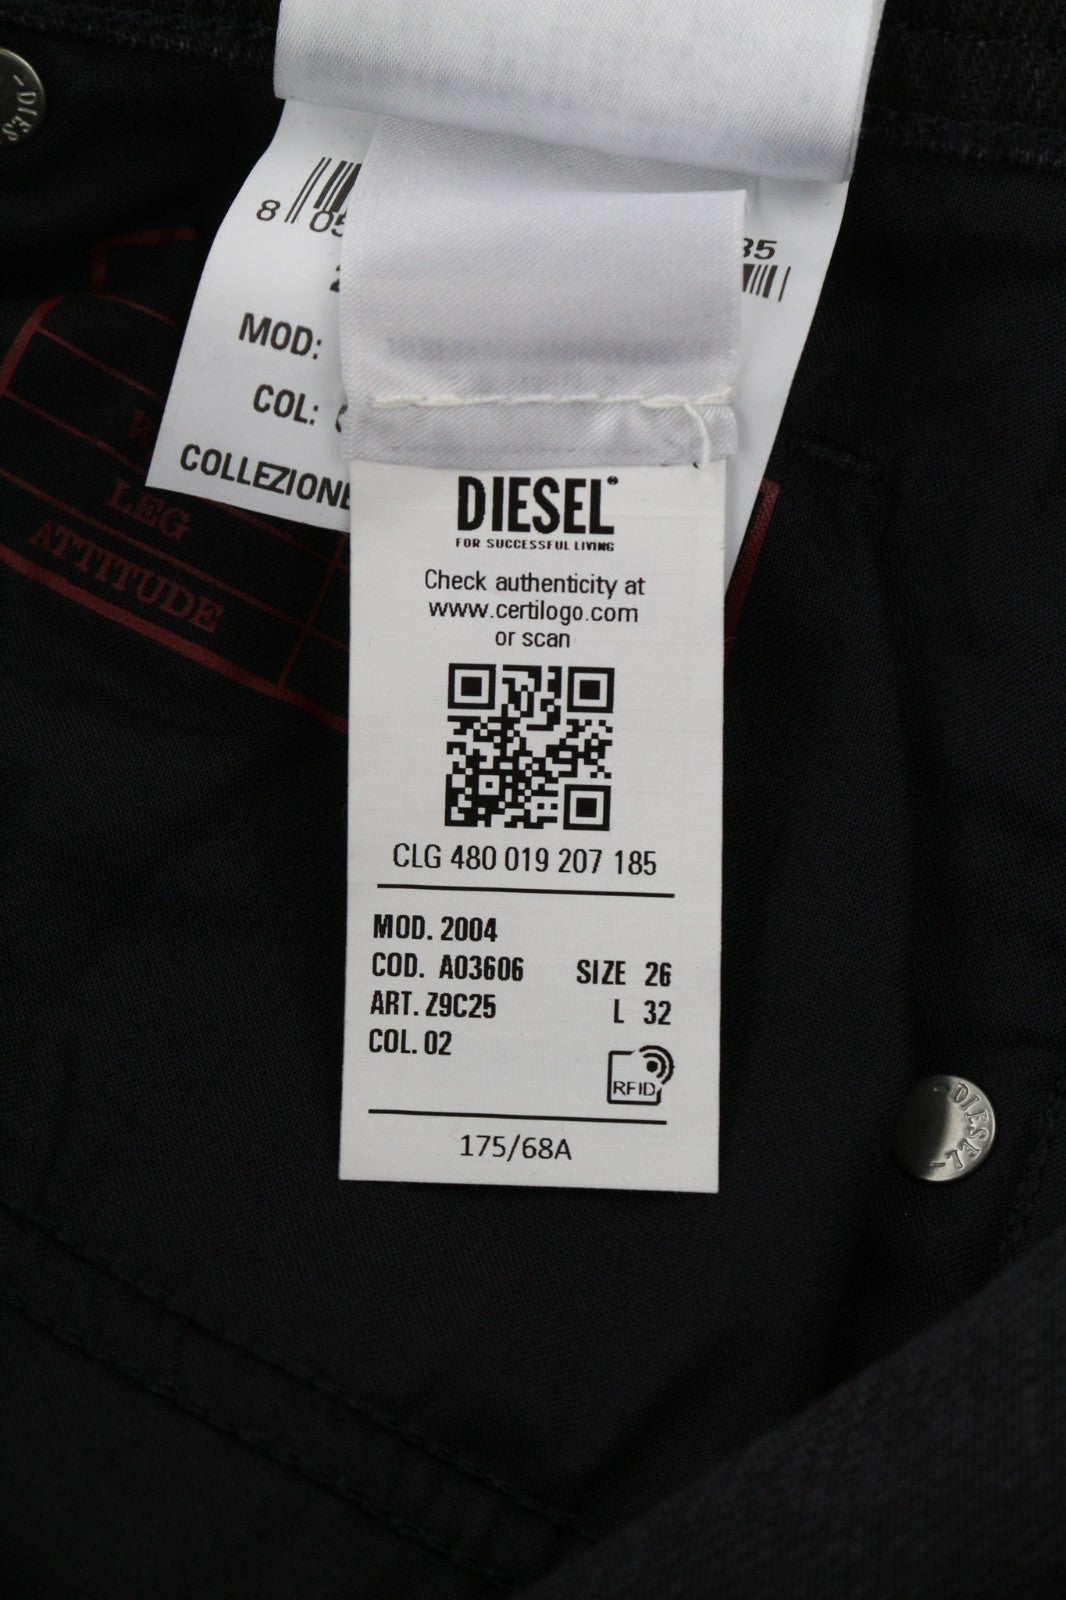 -DIES
8
MOD:
COL:
COLLEZIONE
35
LEG
ATTITUDE
DIESEL
FOR SUCCESSFUL LIVING
Check authenticity at
www.certilogo.com
or scan
CLG 480 019 207 185
MOD. 2004
COD. A03606 SIZE 26
ART. Z9C25 L 32
COL. 02
RFID
175/68A
-DIESEL-